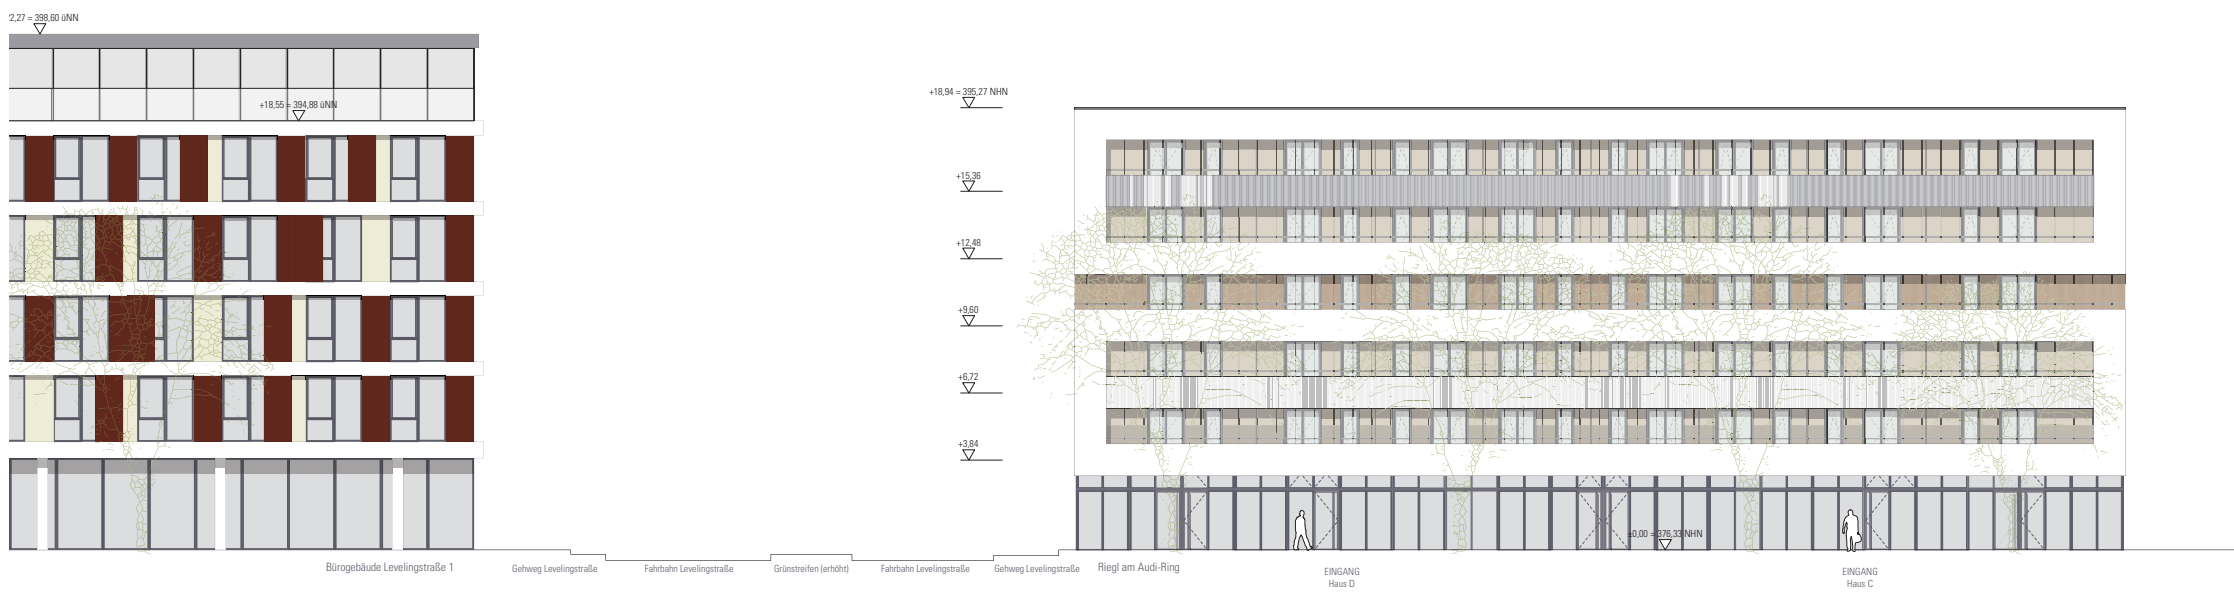 2,27 = 398,60 üNN
+18,55 = 394,88 üNN
+18,94 = 395,27 NHN
+15,36
+12,48
+9,60
+6,72
+3,84
±0,00 = 376,33 NHN
Bürogebäude Levelingstraße 1
Gehweg Levelingstraße
Fahrbahn Levelingstraße
Grünstreifen (erhöht)
Fahrbahn Levelingstraße
Gehweg Levelingstraße
Riegl am Audi-Ring
EINGANG
Haus D
EINGANG
Haus C